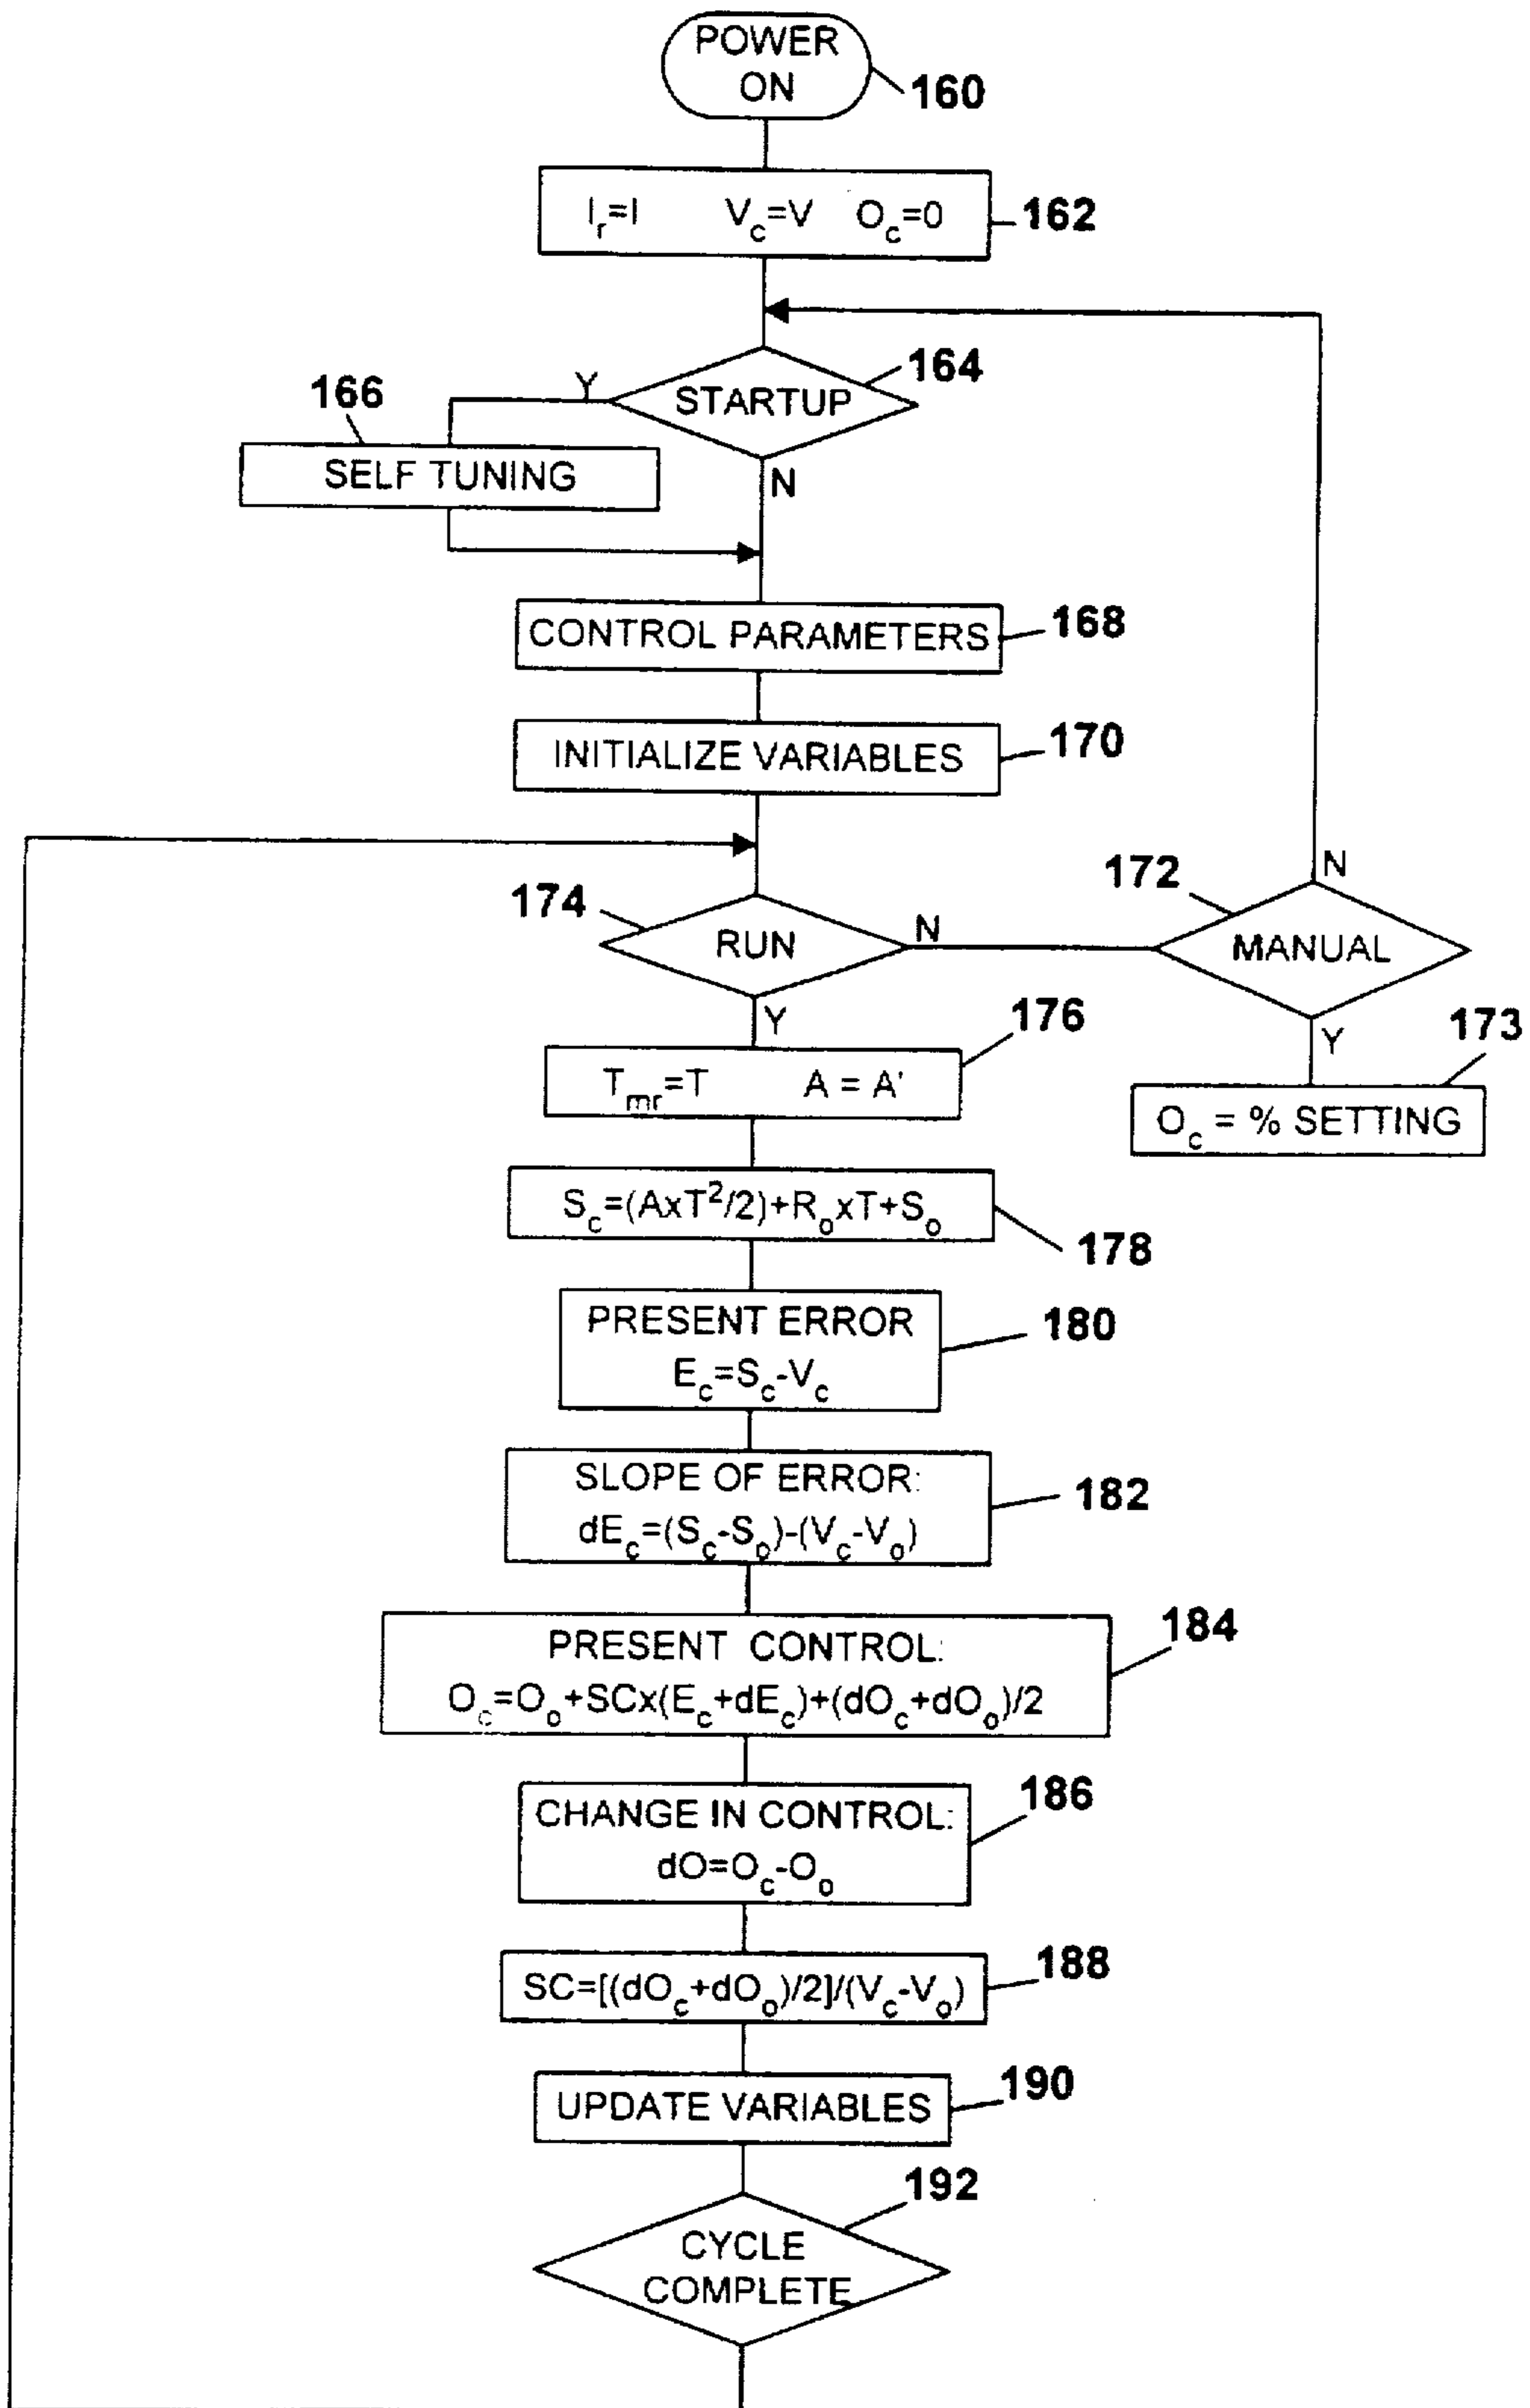 POWER
ON
160
I_r=I V_c=V O_c=0
162
164
Y
STARTUP
166
SELF TUNING
N
CONTROL PARAMETERS
168
INITIALIZE VARIABLES
170
172
N
174
RUN
N
MANUAL
Y
176
Y
173
T_mr=T A = A'
O_c = % SETTING
S_c=(AxT²/2)+R_o xT+S_o
178
PRESENT ERROR
E_c=S_c-V_c
180
SLOPE OF ERROR:
dE_c=(S_c-S_o)-(V_c-V_o)
182
PRESENT CONTROL:
O_c=O_o+SCx(E_c+dE_c)+(dO_c+dO_o)/2
184
CHANGE IN CONTROL:
dO=O_c-O_o
186
SC=[(dO_c+dO_o)/2]/(V_c-V_o)
188
UPDATE VARIABLES
190
192
CYCLE
COMPLETE